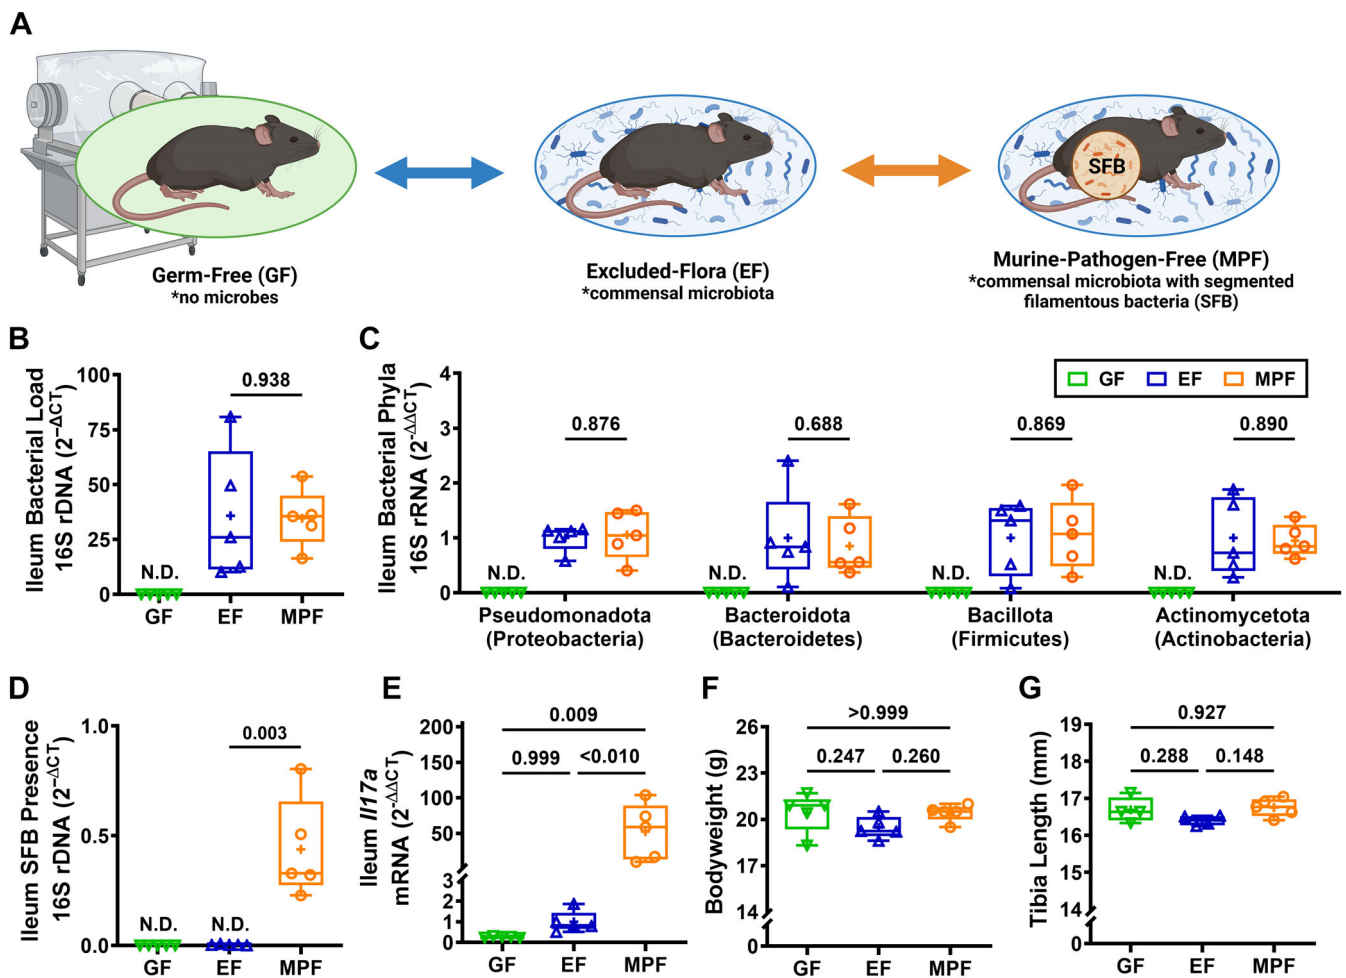 A
SFB
Germ-Free (GF)
*no microbes
Excluded-Flora (EF)
*commensal microbiota
Murine-Pathogen-Free (MPF)
*commensal microbiota with segmented
filamentous bacteria (SFB)
B
Ileum Bacterial Load
16S rDNA (2^−ΔCT)
100
75
50
25
0
0.938
N.D.
GF
EF
MPF
C
Ileum Bacterial Phyla
16S rRNA (2^-ΔΔCT)
4
3
2
1
0
GF
EF
MPF
0.876
0.688
0.869
0.890
N.D.
N.D.
N.D.
N.D.
Pseudomonadota
(Proteobacteria)
Bacteroidota
(Bacteroidetes)
Bacillota
(Firmicutes)
Actinomycetota
(Actinobacteria)
D
Ileum SFB Presence
16S rDNA (2^−ΔCT)
1.0
0.5
0.0
0.003
N.D.
N.D.
GF
EF
MPF
E
Ileum Il17a
mRNA (2^-ΔΔCT)
200
150
100
50
3
2
1
0
0.009
0.999
<0.010
GF
EF
MPF
F
Bodyweight (g)
26
23
20
17
14
0
>0.999
0.247
0.260
GF
EF
MPF
G
Tibia Length (mm)
19
18
17
16
15
14
0
0.927
0.288
0.148
GF
EF
MPF